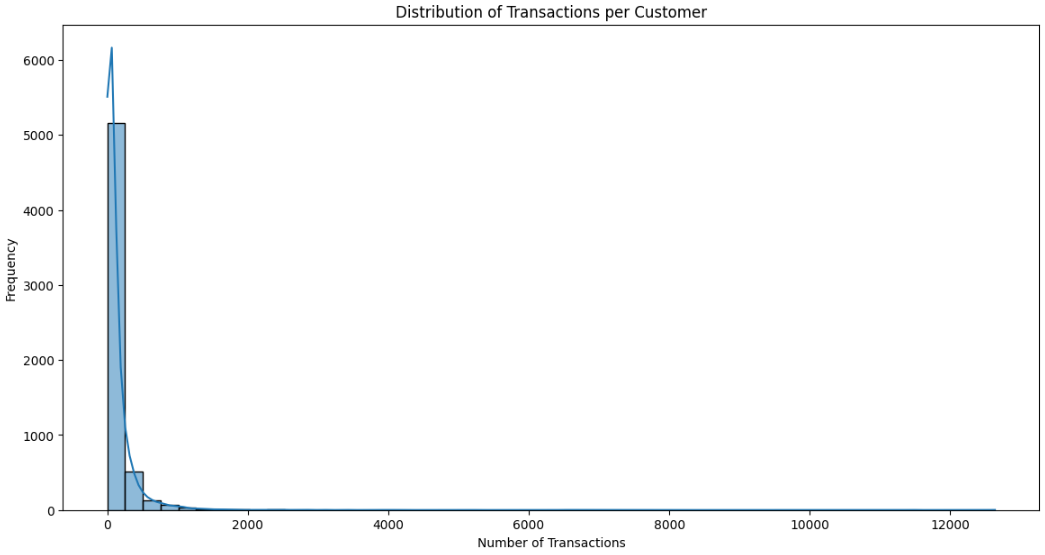 Distribution of Transactions per Customer
6000
5000
4000
3000
2000
1000
0
Frequency
0 2000 4000 6000 8000 10000 12000
Number of Transactions